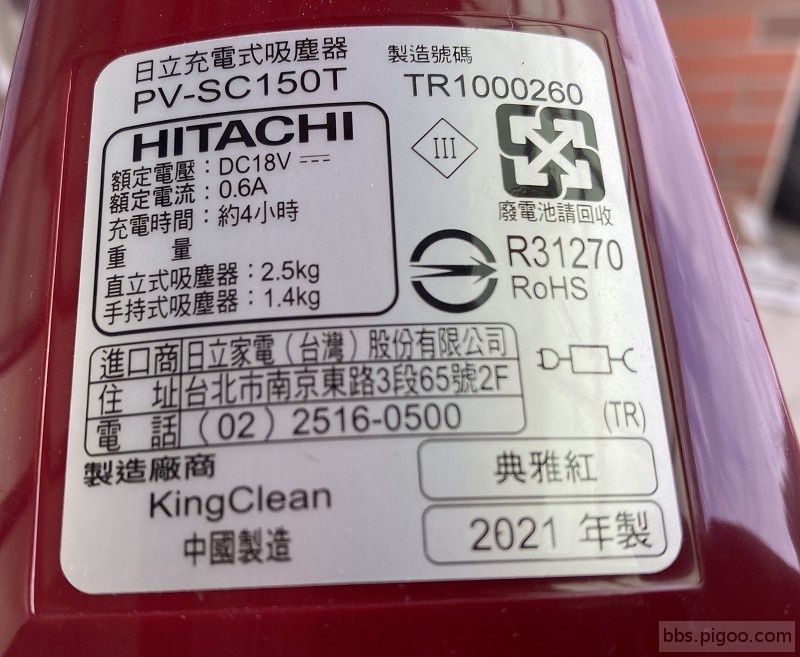 日立充電式吸塵器
PV-SC150T
製造號碼
TR1000260
HITACHI
額定電壓：DC18V
額定電流：0.6A
充電時間：約4小時
重量
直立式吸塵器：2.5kg
手持式吸塵器：1.4kg
III
廢電池請回收
R31270
RoHS
進口商 日立家電（台灣）股份有限公司
住址 台北市南京東路3段65號2F
電話 （02）2516-0500
(TR)
製造廠商
KingClean
中國製造
典雅紅
2021 年製
bbs.pigoo.com